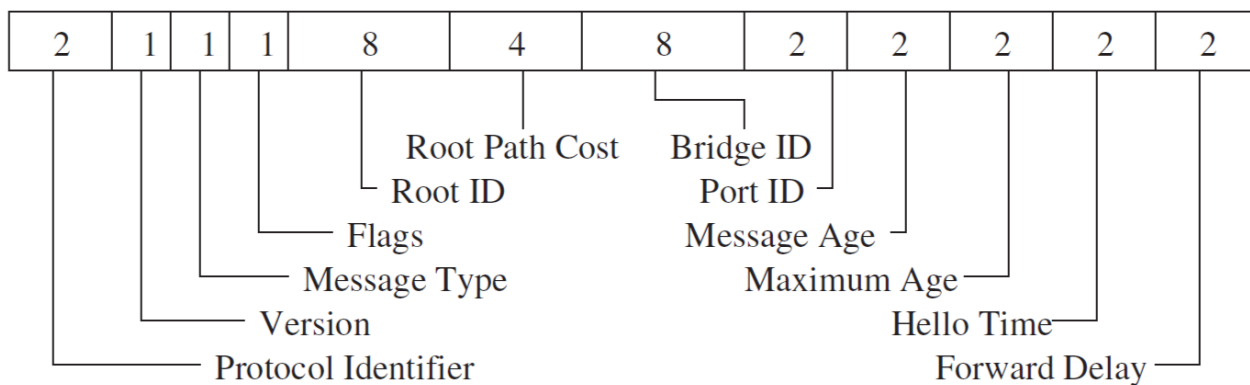 2 1 1 1 8 4 8 2 2 2 2 2
Root Path Cost Bridge ID
Root ID Port ID
Flags Message Age
Message Type Maximum Age
Version Hello Time
Protocol Identifier Forward Delay